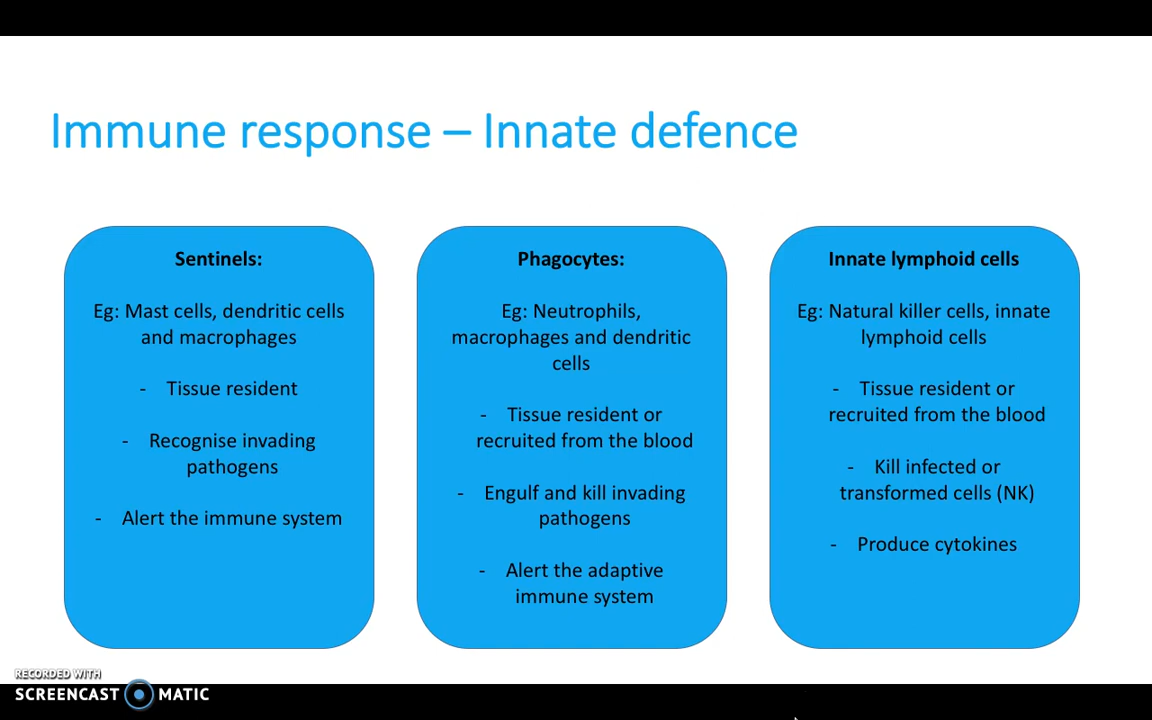 Immune response – Innate defence
Sentinels:
Eg: Mast cells, dendritic cells
and macrophages
- Tissue resident
- Recognise invading
pathogens
- Alert the immune system
Phagocytes:
Eg: Neutrophils,
macrophages and dendritic
cells
- Tissue resident or
recruited from the blood
- Engulf and kill invading
pathogens
- Alert the adaptive
immune system
Innate lymphoid cells
Eg: Natural killer cells, innate
lymphoid cells
- Tissue resident or
recruited from the blood
- Kill infected or
transformed cells (NK)
- Produce cytokines
RECORDED WITH
SCREENCAST MATIC